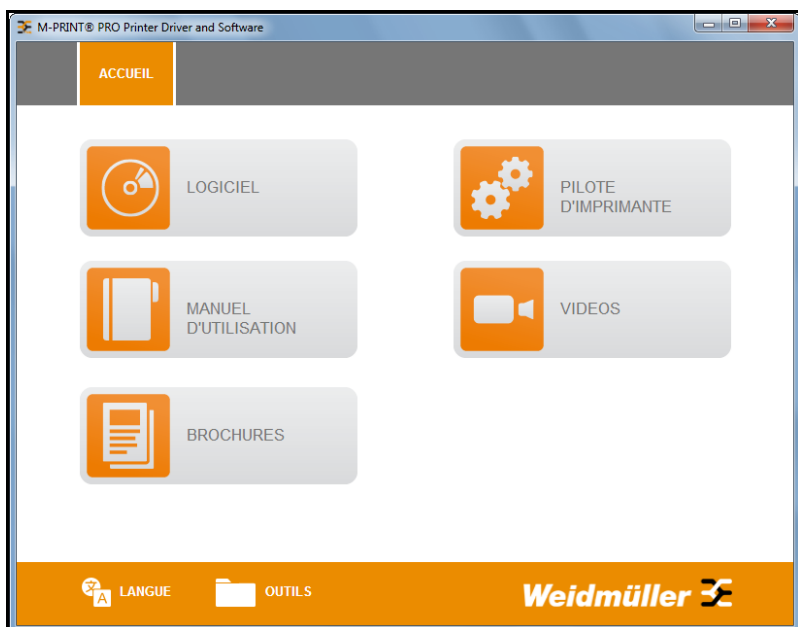 M-PRINT® PRO Printer Driver and Software
ACCUEIL
LOGICIEL
PILOTE
D'IMPRIMANTE
MANUEL
D'UTILISATION
VIDEOS
BROCHURES
LANGUE
OUTILS
Weidmüller